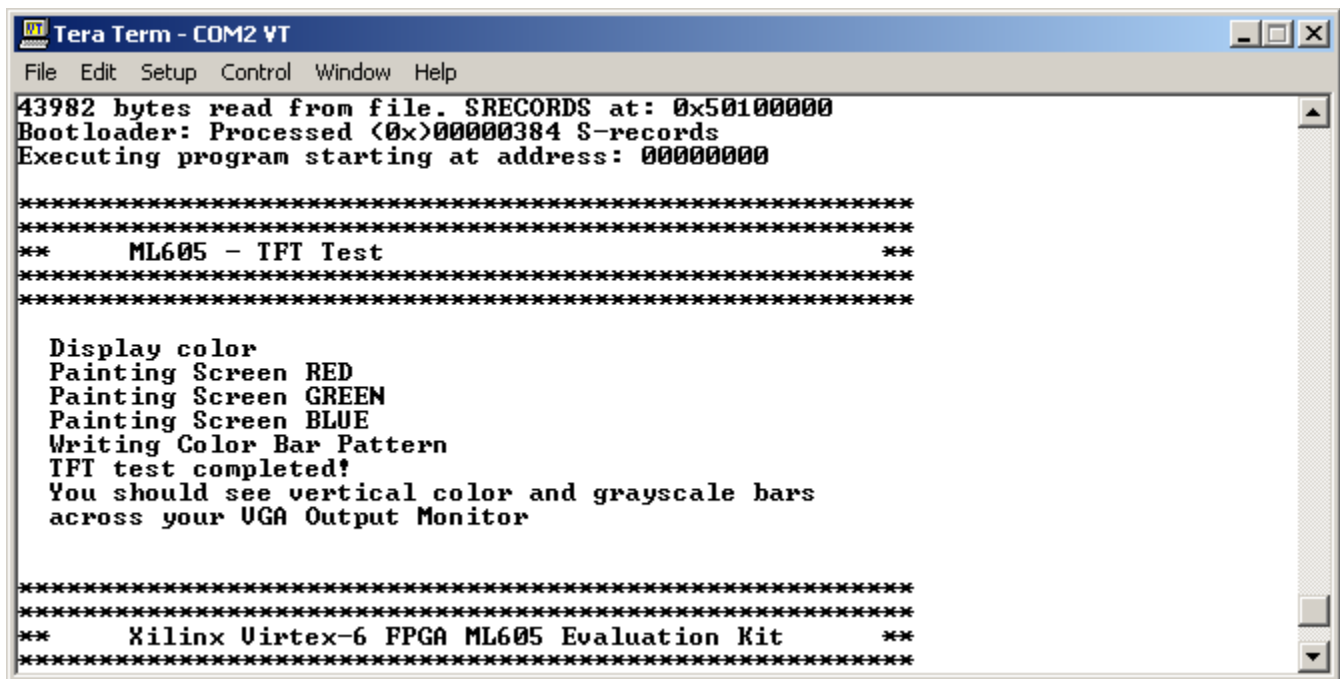 Tera Term - COM2 VT
File Edit Setup Control Window Help
43982 bytes read from file. SRECORDS at: 0x50100000
Bootloader: Processed (0x)00000384 S-records
Executing program starting at address: 00000000
********************************************************
********************************************************
**     ML605 - TFT Test                               **
********************************************************
********************************************************
Display color
Painting Screen RED
Painting Screen GREEN
Painting Screen BLUE
Writing Color Bar Pattern
TFT test completed!
You should see vertical color and grayscale bars
across your VGA Output Monitor
********************************************************
********************************************************
**     Xilinx Virtex-6 FPGA ML605 Evaluation Kit      **
********************************************************